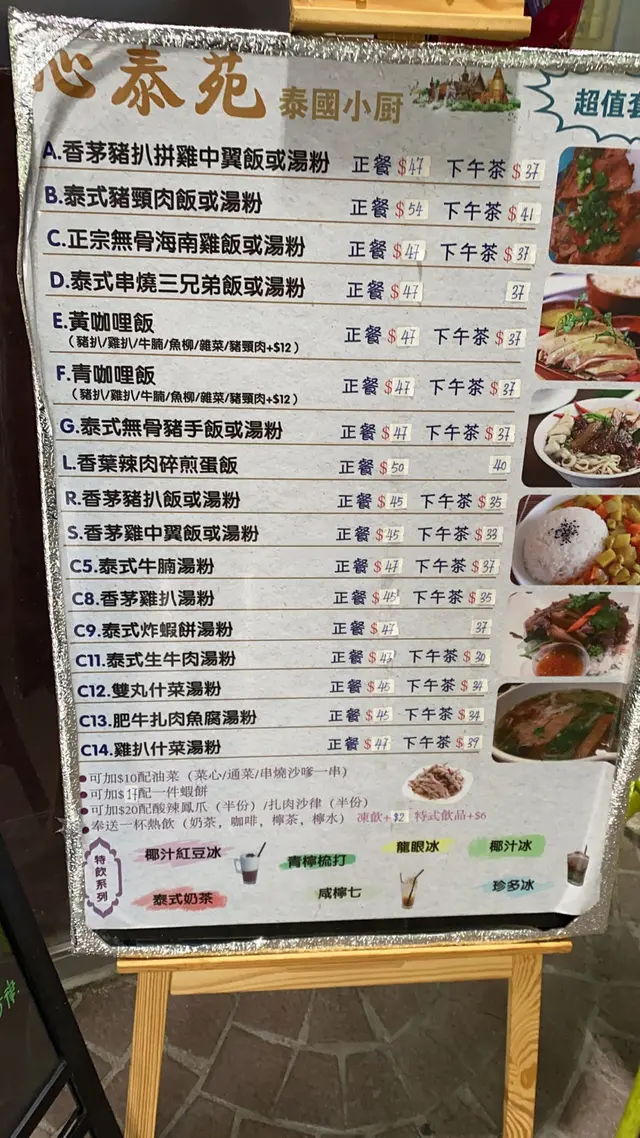 心泰苑 泰國小厨
超值套
A.香茅豬扒拼雞中翼飯或湯粉 正餐$47 下午茶$37
B.泰式豬頸肉飯或湯粉 正餐$54 下午茶$41
C.正宗無骨海南雞飯或湯粉 正餐$47 下午茶$37
D.泰式串燒三兄弟飯或湯粉 正餐$47 37
E.黃咖哩飯 正餐$47 下午茶$37
(豬扒/雞扒/牛腩/魚柳/雜菜/豬頸肉+$12)
F.青咖哩飯 正餐$47 下午茶$37
(豬扒/雞扒/牛腩/魚柳/雜菜/豬頸肉+$12)
G.泰式無骨豬手飯或湯粉 正餐$47 下午茶$37
L.香葉辣肉碎煎蛋飯 正餐$50 40
R.香茅豬扒飯或湯粉 正餐$45 下午茶$35
S.香茅雞中翼飯或湯粉 正餐$45 下午茶$33
C5.泰式牛腩湯粉 正餐$47 下午茶$37
C8.香茅雞扒湯粉 正餐$45 下午茶$35
C9.泰式炸蝦餅湯粉 正餐$47 37
C11.泰式生牛肉湯粉 正餐$ 下午茶$30
C12.雙丸什菜湯粉 正餐$45 下午茶$34
C13.肥牛扎肉魚腐湯粉 正餐$45 下午茶$34
C14.雞扒什菜湯粉 正餐$47 下午茶$39
可加$10配油菜(菜心/通菜/串燒沙嗲一串)
可加$17配一件蝦餅
可加$20配酸辣鳳爪(半份)/扎肉沙律(半份)
奉送一杯熱飲(奶茶,咖啡,檸茶,檸水) 凍飲+$2 特式飲品+$6
特飲系列
椰汁紅豆冰 青檸梳打 龍眼冰 椰汁冰
泰式奶茶 咸檸七 珍多冰